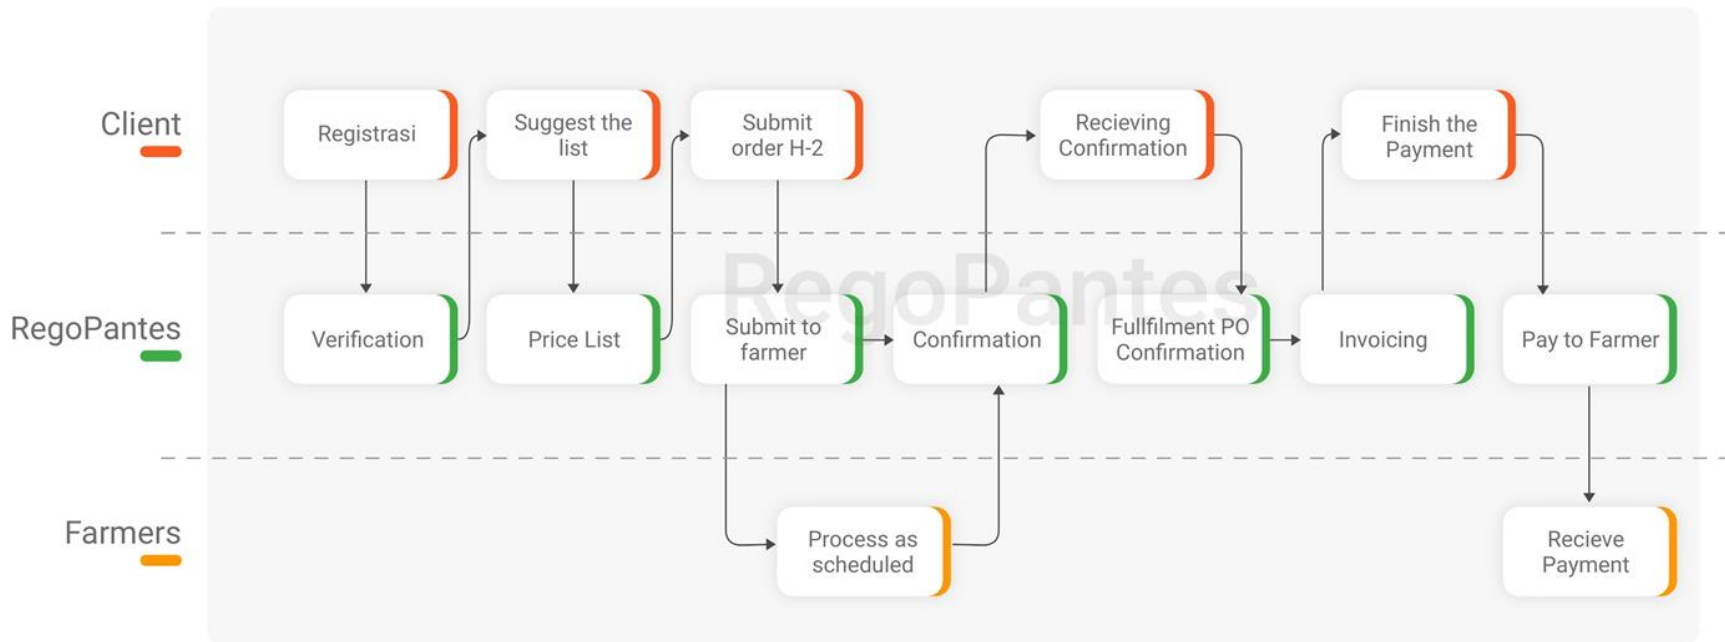 Client
Registrasi
Suggest the
list
Submit
order H-2
Recieving
Confirmation
Finish the
Payment
RegoPantes
RegoPantes
Verification
Price List
Submit to
farmer
Confirmation
Fullfilment PO
Confirmation
Invoicing
Pay to Farmer
Farmers
Process as
scheduled
Recieve
Payment